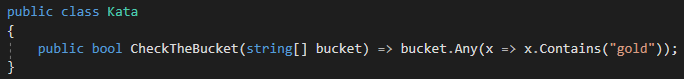 public class Kata
{
    public bool CheckTheBucket(string[] bucket) => bucket.Any(x => x.Contains("gold"));
}